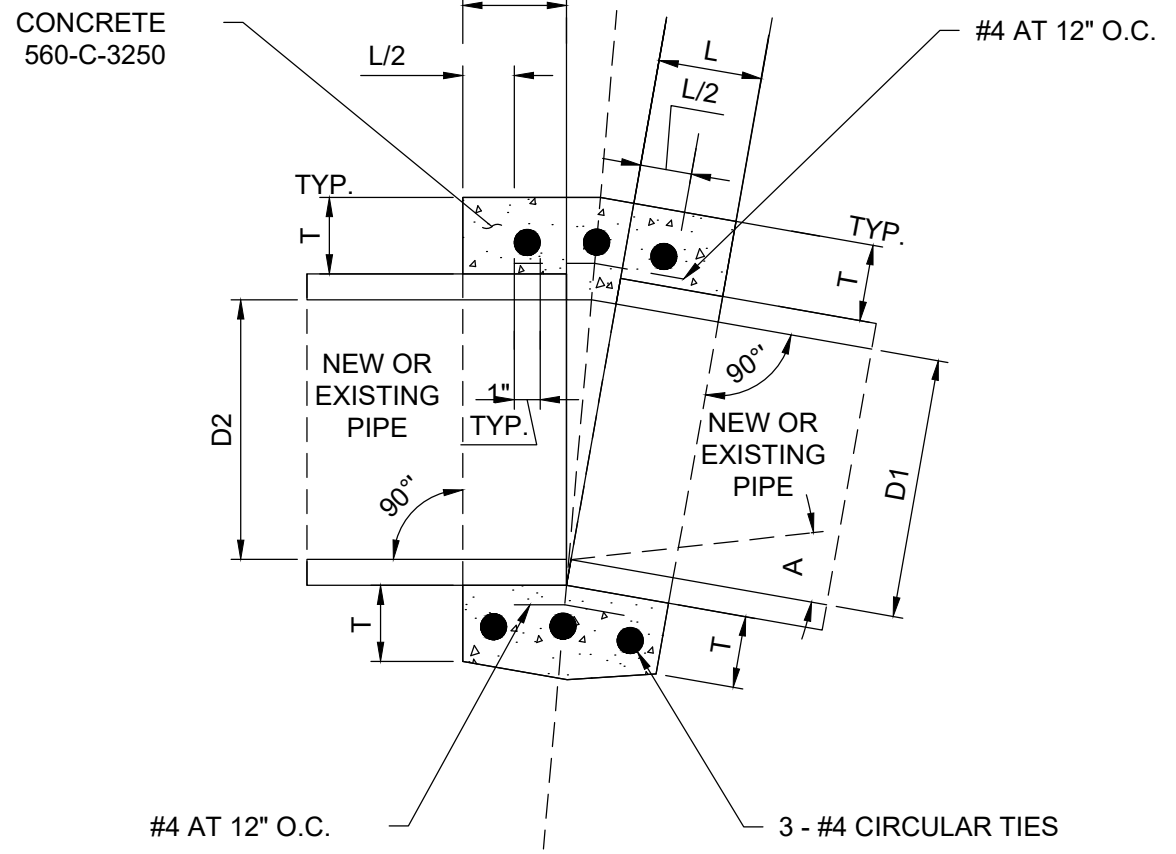 CONCRETE
560-C-3250
#4 AT 12" O.C.
L/2
L
L/2
TYP.
T
TYP.
T
NEW OR
EXISTING
PIPE
1"
TYP.
D2
90°'
90°'
NEW OR
EXISTING
PIPE
D1
A
T
T
#4 AT 12" O.C.
3 - #4 CIRCULAR TIES